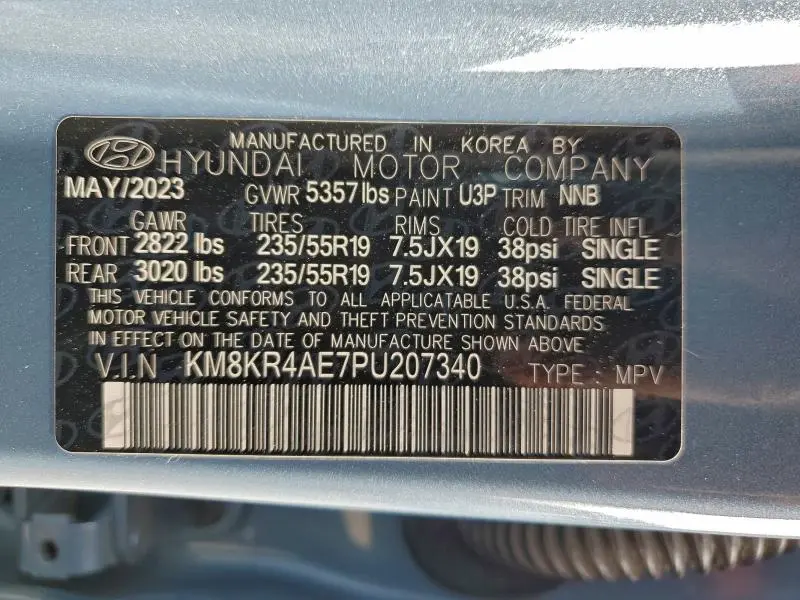 MANUFACTURED IN KOREA BY
HYUNDAI MOTOR COMPANY
MAY/2023 GVWR 5357 lbs PAINT U3P TRIM NNB
GAWR TIRES RIMS COLD TIRE INFL
FRONT 2822 lbs 235/55R19 7.5JX19 38psi SINGLE
REAR 3020 lbs 235/55R19 7.5JX19 38psi SINGLE
THIS VEHICLE CONFORMS TO ALL APPLICABLE U.S.A. FEDERAL
MOTOR VEHICLE SAFETY AND THEFT PREVENTION STANDARDS
IN EFFECT ON THE DATE OF MANUFACTURE SHOWN ABOVE
V.I.N KM8KR4AE7PU207340 TYPE : MPV